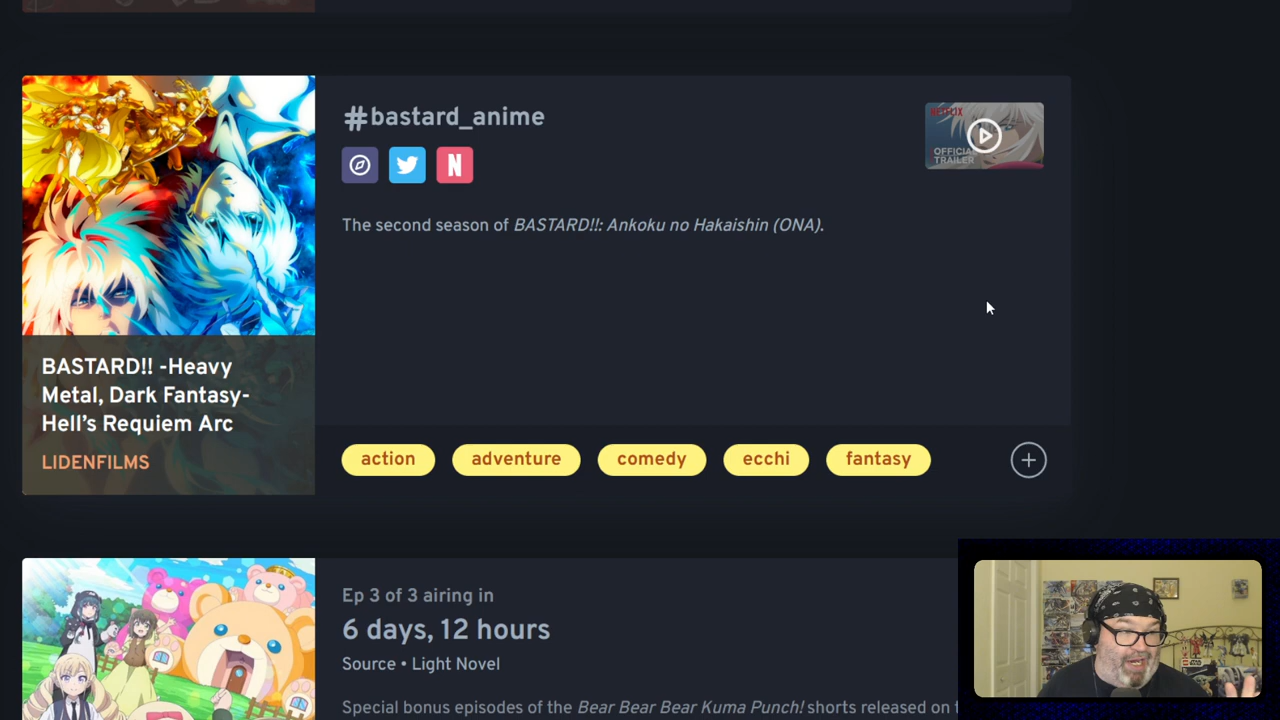 #bastard_anime
N
NETFLIX
OFFICIAL
TRAILER
The second season of BASTARD!!: Ankoku no Hakaishin (ONA).
BASTARD!! -Heavy
Metal, Dark Fantasy-
Hell's Requiem Arc
LIDENFILMS
action
adventure
comedy
ecchi
fantasy
Ep 3 of 3 airing in
6 days, 12 hours
Source • Light Novel
Special bonus episodes of the Bear Bear Bear Kuma Punch! shorts released on